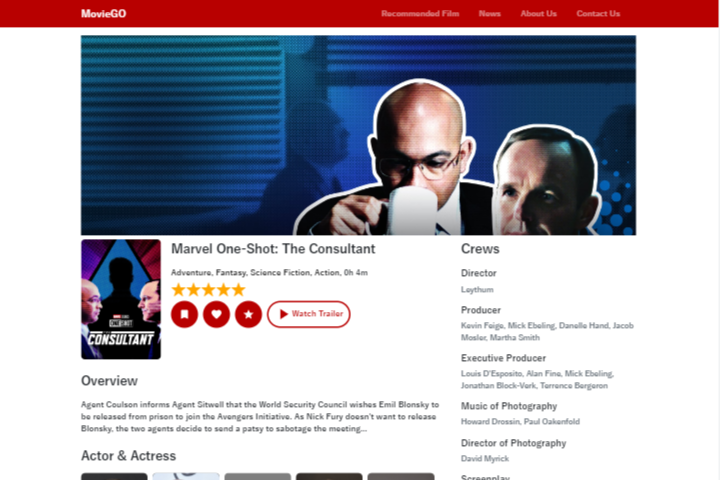 MovieGO
Recommended Film
News
About Us
Contact Us
ONE SHOT
THE
CONSULTANT
Marvel One-Shot: The Consultant
Adventure, Fantasy, Science Fiction, Action, 0h 4m
Watch Trailer
Overview
Agent Coulson informs Agent Sitwell that the World Security Council wishes Emil Blonsky to
be released from prison to join the Avengers Initiative. As Nick Fury doesn't want to release
Blonsky, the two agents decide to send a patsy to sabotage the meeting...
Actor & Actress
Crews
Director
Leythum
Producer
Kevin Feige, Mick Ebeling, Danielle Hand, Jacob
Mosler, Martha Smith
Executive Producer
Louis D'Esposito, Alan Fine, Mick Ebeling,
Jonathan Block-Verk, Terrence Bergeron
Music of Photography
Howard Drossin, Paul Oakenfold
Director of Photography
David Myrick
Screenplay